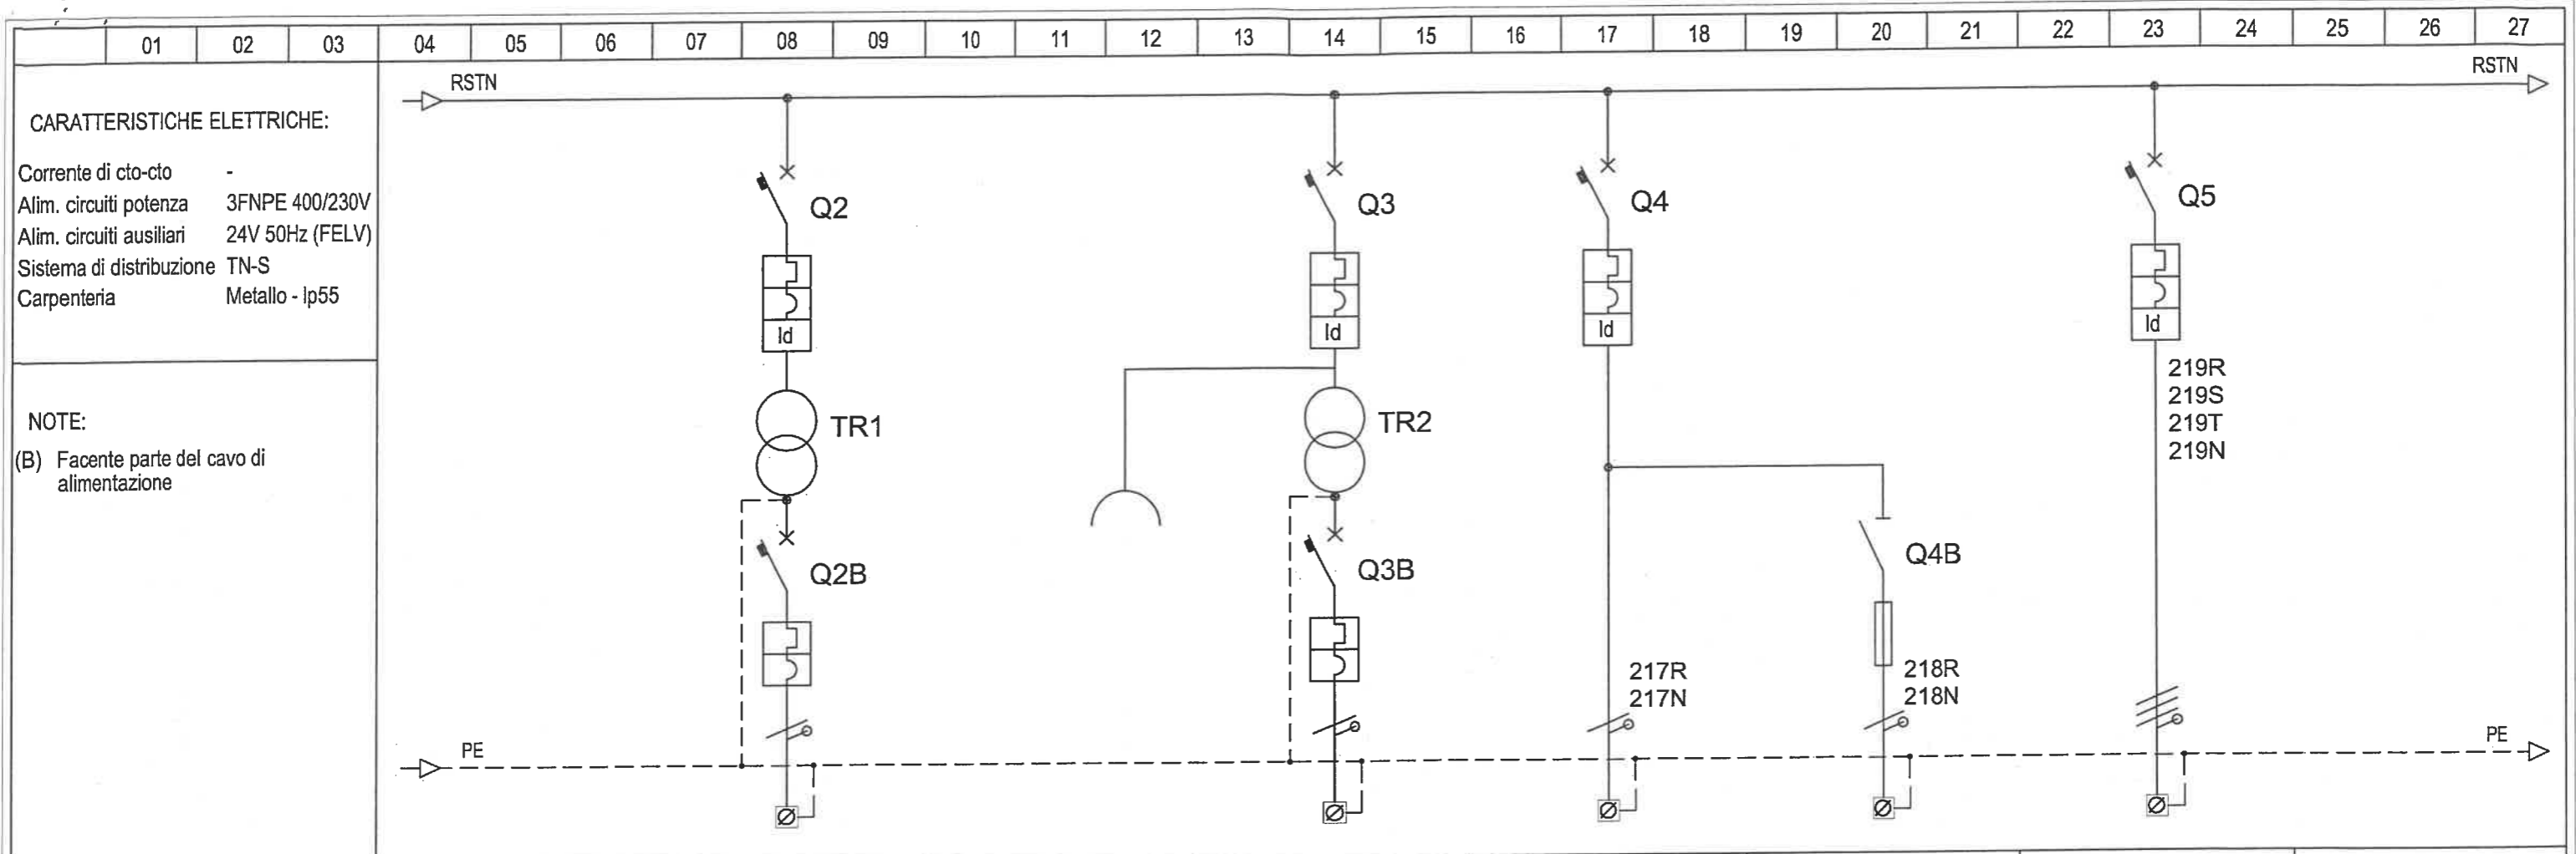 01 02 03 04 05 06 07 08 09 10 11 12 13 14 15 16 17 18 19 20 21 22 23 24 25 26 27
RSTN RSTN
CARATTERISTICHE ELETTRICHE:
Corrente di cto-cto -
Alim. circuiti potenza 3FNPE 400/230V
Alim. circuiti ausiliari 24V 50Hz (FELV)
Sistema di distribuzione TN-S
Carpenteria Metallo - Ip55
NOTE:
(B) Facente parte del cavo di
alimentazione
Q2
Id
TR1
Q2B
Q3
Id
TR2
Q3B
Q4
Id
217R
217N
Q4B
218R
218N
Q5
Id
219R
219S
219T
219N
PE PE